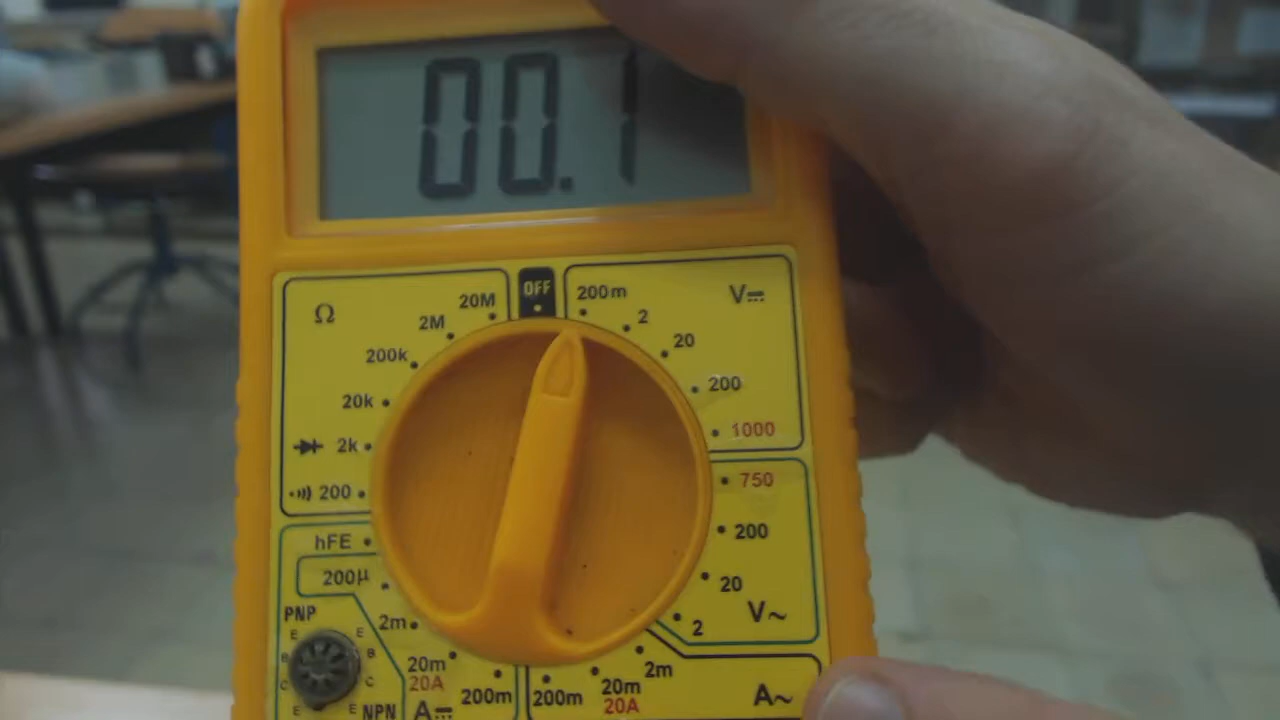 00.1
OFF
Ω
20M
2M
200k
20k
2k
200
hFE
200µ
2m
20m
20A
200m
A⎓
200m
V⎓
2
20
200
1000
750
200
20
2
V~
2m
20m
20A
200m
A~
PNP
E E
B B
C C
E E
NPN